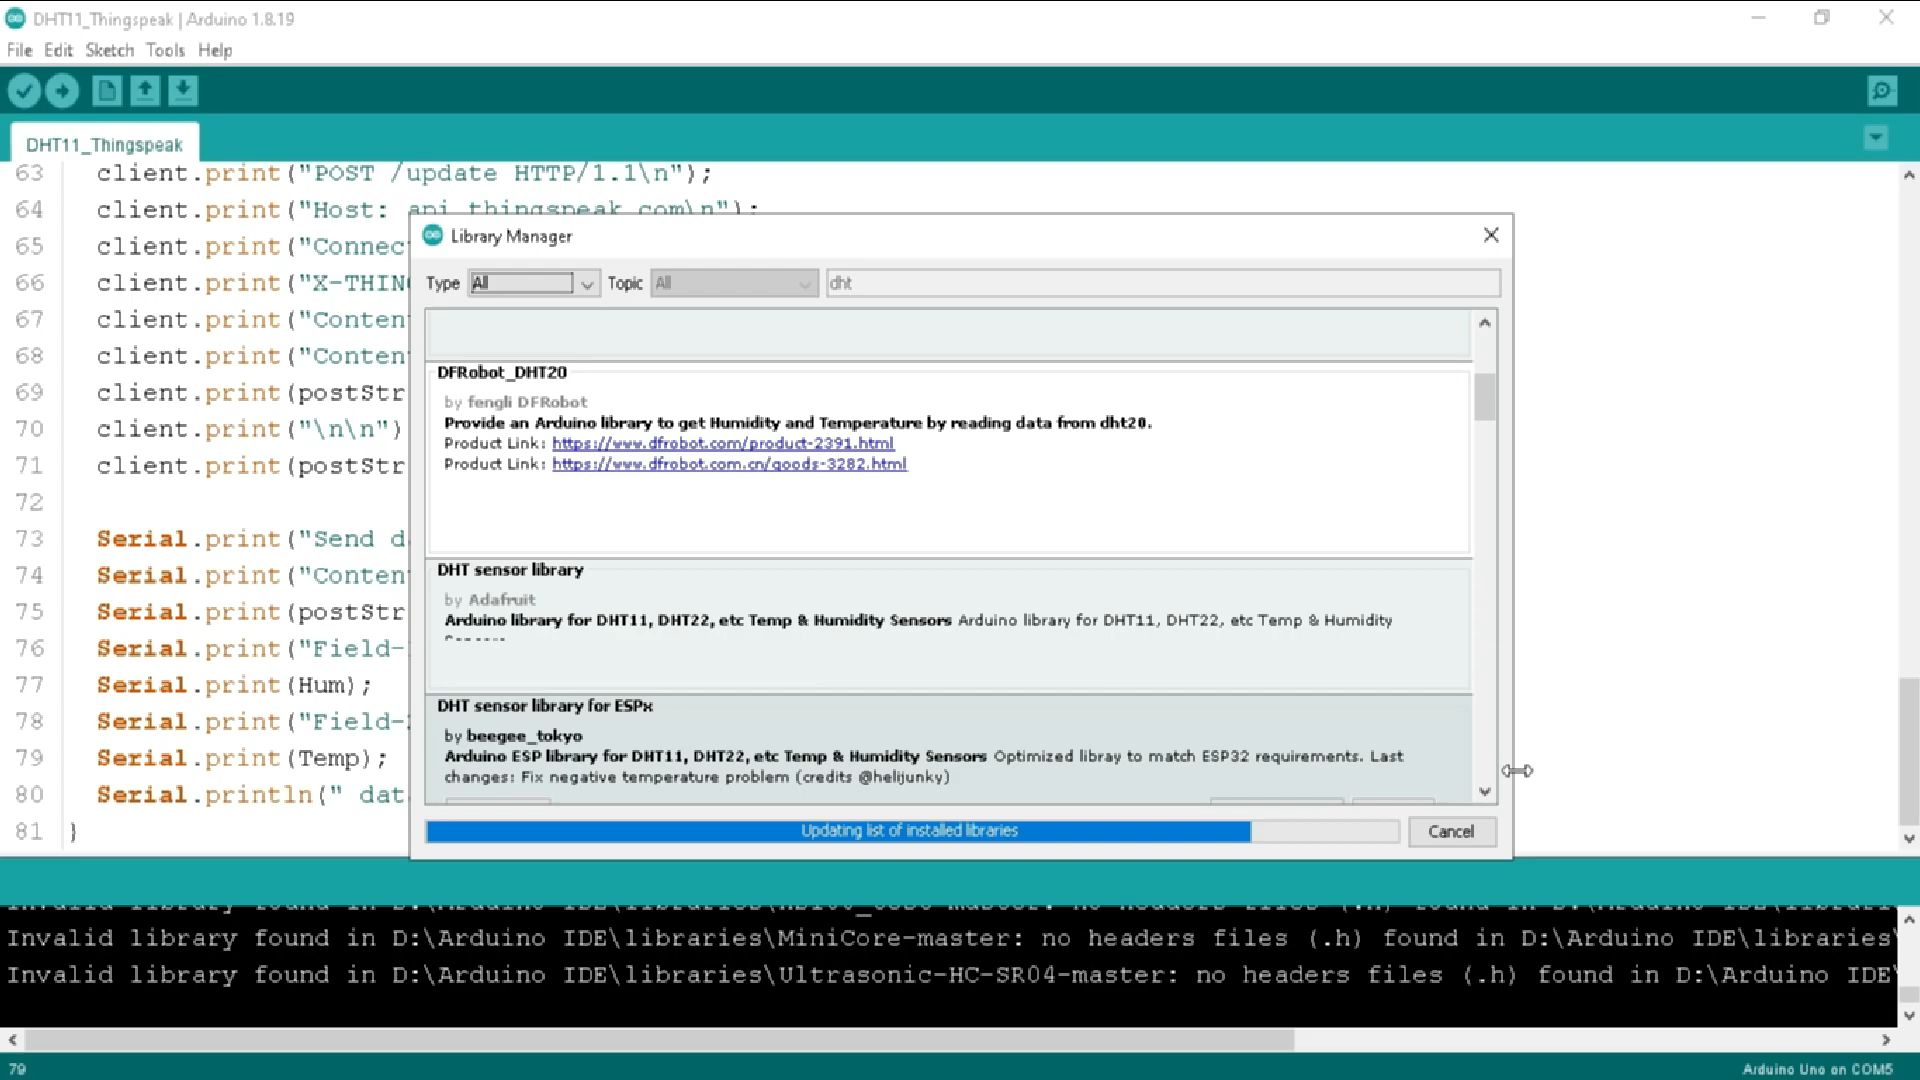 DHT11_Thingspeak | Arduino 1.8.19
File Edit Sketch Tools Help
DHT11_Thingspeak
63 client.print("POST /update HTTP/1.1\n");
64 client.print("Host: api.thingspeak.com\n");
65 client.print("Connec
66 client.print("X-THIN
67 client.print("Conten
68 client.print("Conten
69 client.print(postStr
70 client.print("\n\n")
71 client.print(postStr
72
73 Serial.print("Send d
74 Serial.print("Conten
75 Serial.print(postStr
76 Serial.print("Field-
77 Serial.print(Hum);
78 Serial.print("Field-
79 Serial.print(Temp);
80 Serial.println(" dat
81 }
Library Manager
Type All Topic All dht
DFRobot_DHT20
by fengli DFRobot
Provide an Arduino library to get Humidity and Temperature by reading data from dht20.
Product Link: https://www.dfrobot.com/product-2391.html
Product Link: https://www.dfrobot.com.cn/goods-3282.html
DHT sensor library
by Adafruit
Arduino library for DHT11, DHT22, etc Temp & Humidity Sensors Arduino library for DHT11, DHT22, etc Temp & Humidity
DHT sensor library for ESPx
by beegee_tokyo
Arduino ESP library for DHT11, DHT22, etc Temp & Humidity Sensors Optimized libray to match ESP32 requirements. Last
changes: Fix negative temperature problem (credits @helijunky)
Updating list of installed libraries
Cancel
Invalid library found in D:\Arduino IDE\libraries\MiniCore-master: no headers files (.h) found in D:\Arduino IDE\libraries\
Invalid library found in D:\Arduino IDE\libraries\Ultrasonic-HC-SR04-master: no headers files (.h) found in D:\Arduino IDE\
79
Arduino Uno on COM5